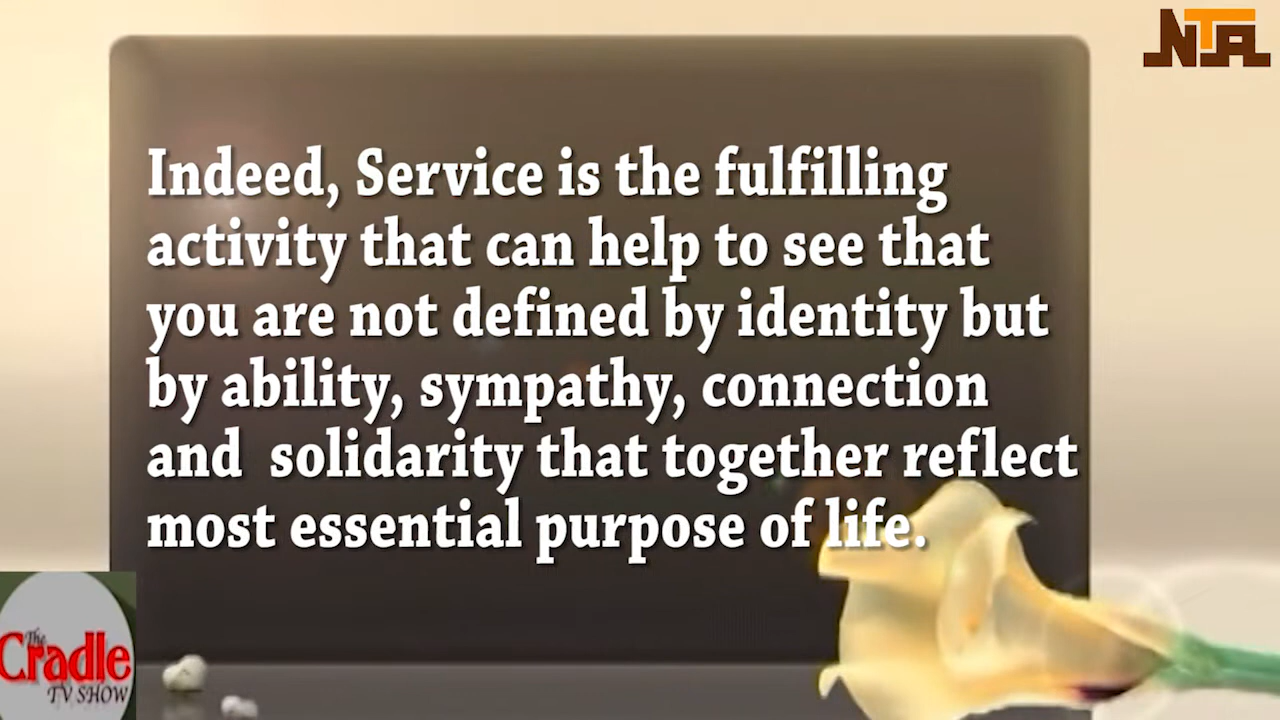 NTA
Indeed, Service is the fulfilling
activity that can help to see that
you are not defined by identity but
by ability, sympathy, connection
and  solidarity that together reflect
most essential purpose of life.
The
Cradle
TV SHOW